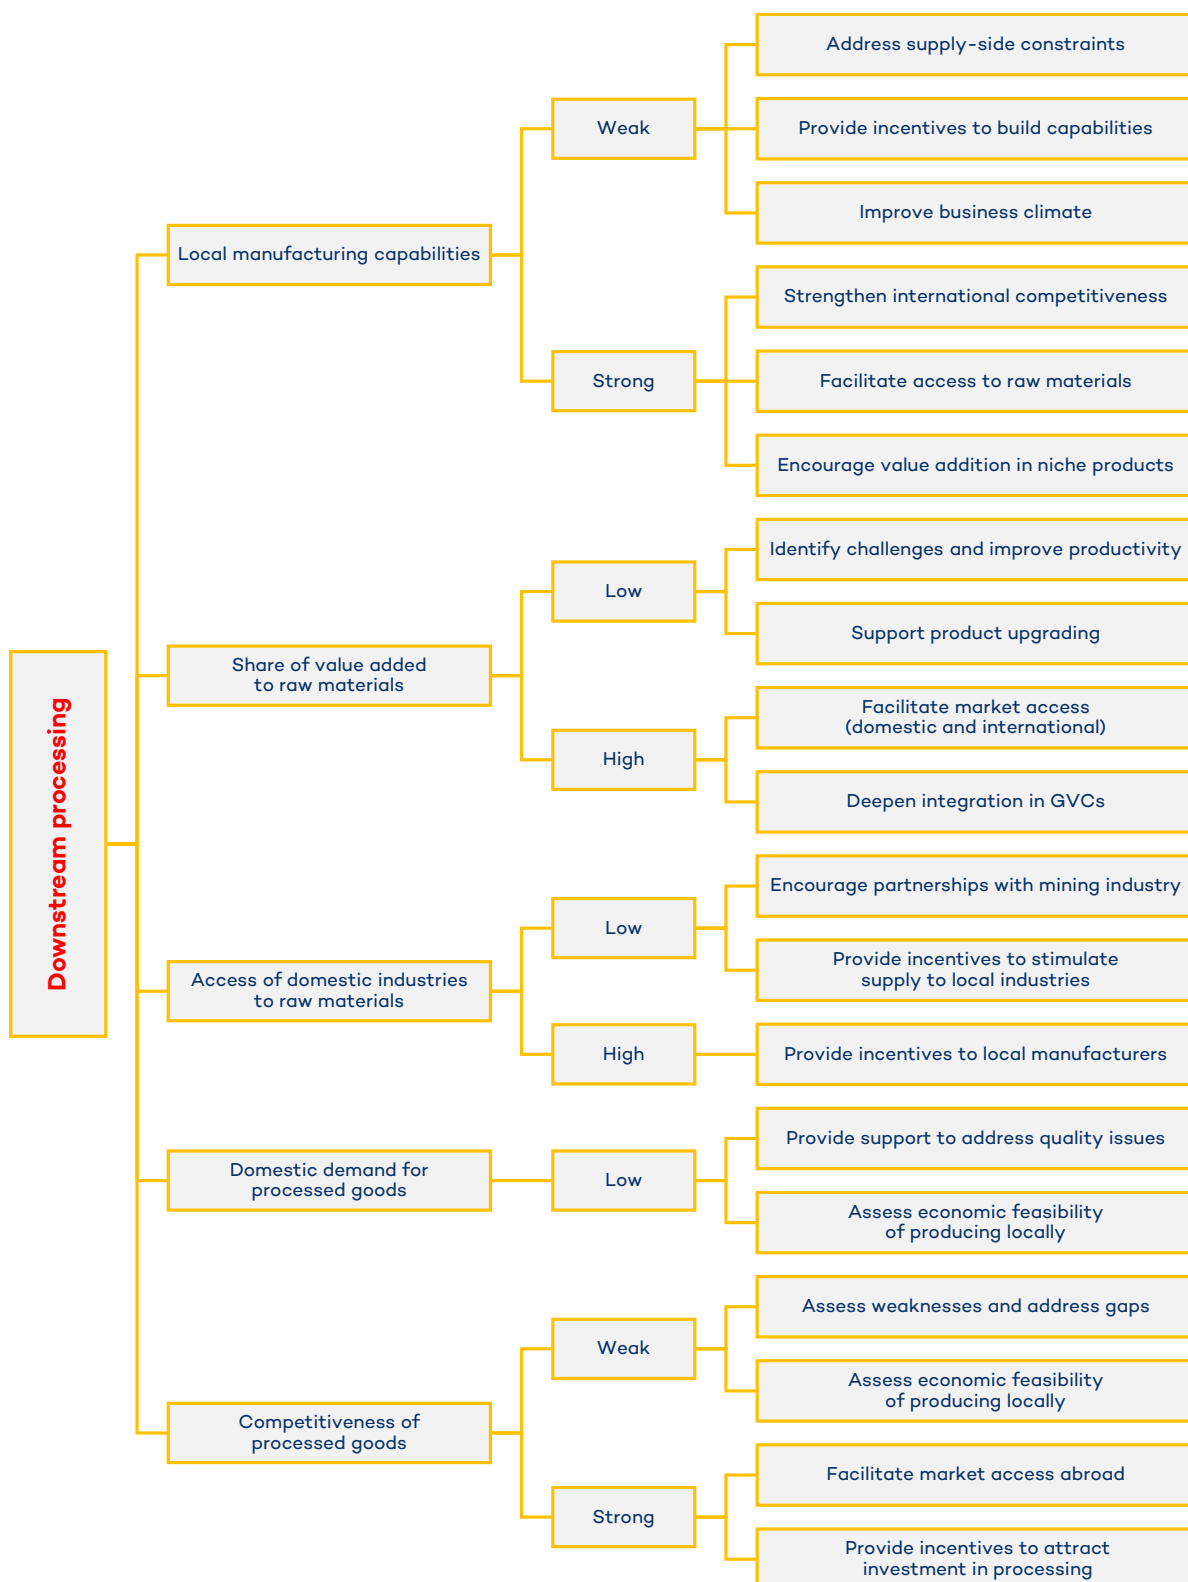 Downstream processing
Local manufacturing capabilities
Weak
Address supply-side constraints
Provide incentives to build capabilities
Improve business climate
Strong
Strengthen international competitiveness
Facilitate access to raw materials
Encourage value addition in niche products
Share of value added
to raw materials
Low
Identify challenges and improve productivity
Support product upgrading
High
Facilitate market access
(domestic and international)
Deepen integration in GVCs
Access of domestic industries
to raw materials
Low
Encourage partnerships with mining industry
Provide incentives to stimulate
supply to local industries
High
Provide incentives to local manufacturers
Domestic demand for
processed goods
Low
Provide support to address quality issues
Assess economic feasibility
of producing locally
Competitiveness of
processed goods
Weak
Assess weaknesses and address gaps
Assess economic feasibility
of producing locally
Strong
Facilitate market access abroad
Provide incentives to attract
investment in processing